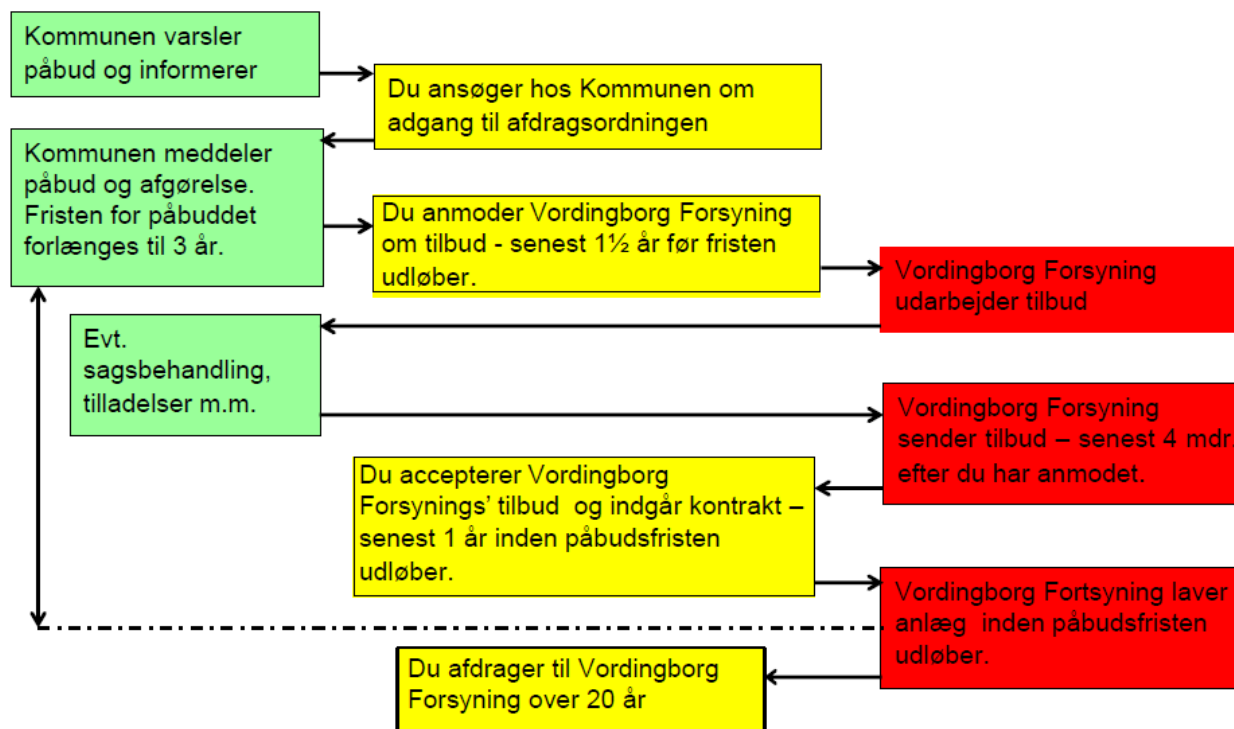 Kommunen varsler
påbud og informerer
Du ansøger hos Kommunen om
adgang til afdragsordningen
Kommunen meddeler
påbud og afgørelse.
Fristen for påbuddet
forlænges til 3 år.
Du anmoder Vordingborg Forsyning
om tilbud - senest 1½ år før fristen
udløber.
Vordingborg Forsyning
udarbejder tilbud
Evt.
sagsbehandling,
tilladelser m.m.
Vordingborg Forsyning
sender tilbud – senest 4 mdr.
efter du har anmodet.
Du accepterer Vordingborg
Forsynings’ tilbud og indgår kontrakt –
senest 1 år inden påbudsfristen
udløber.
Vordingborg Fortsyning laver
anlæg inden påbudsfristen
udløber.
Du afdrager til Vordingborg
Forsyning over 20 år